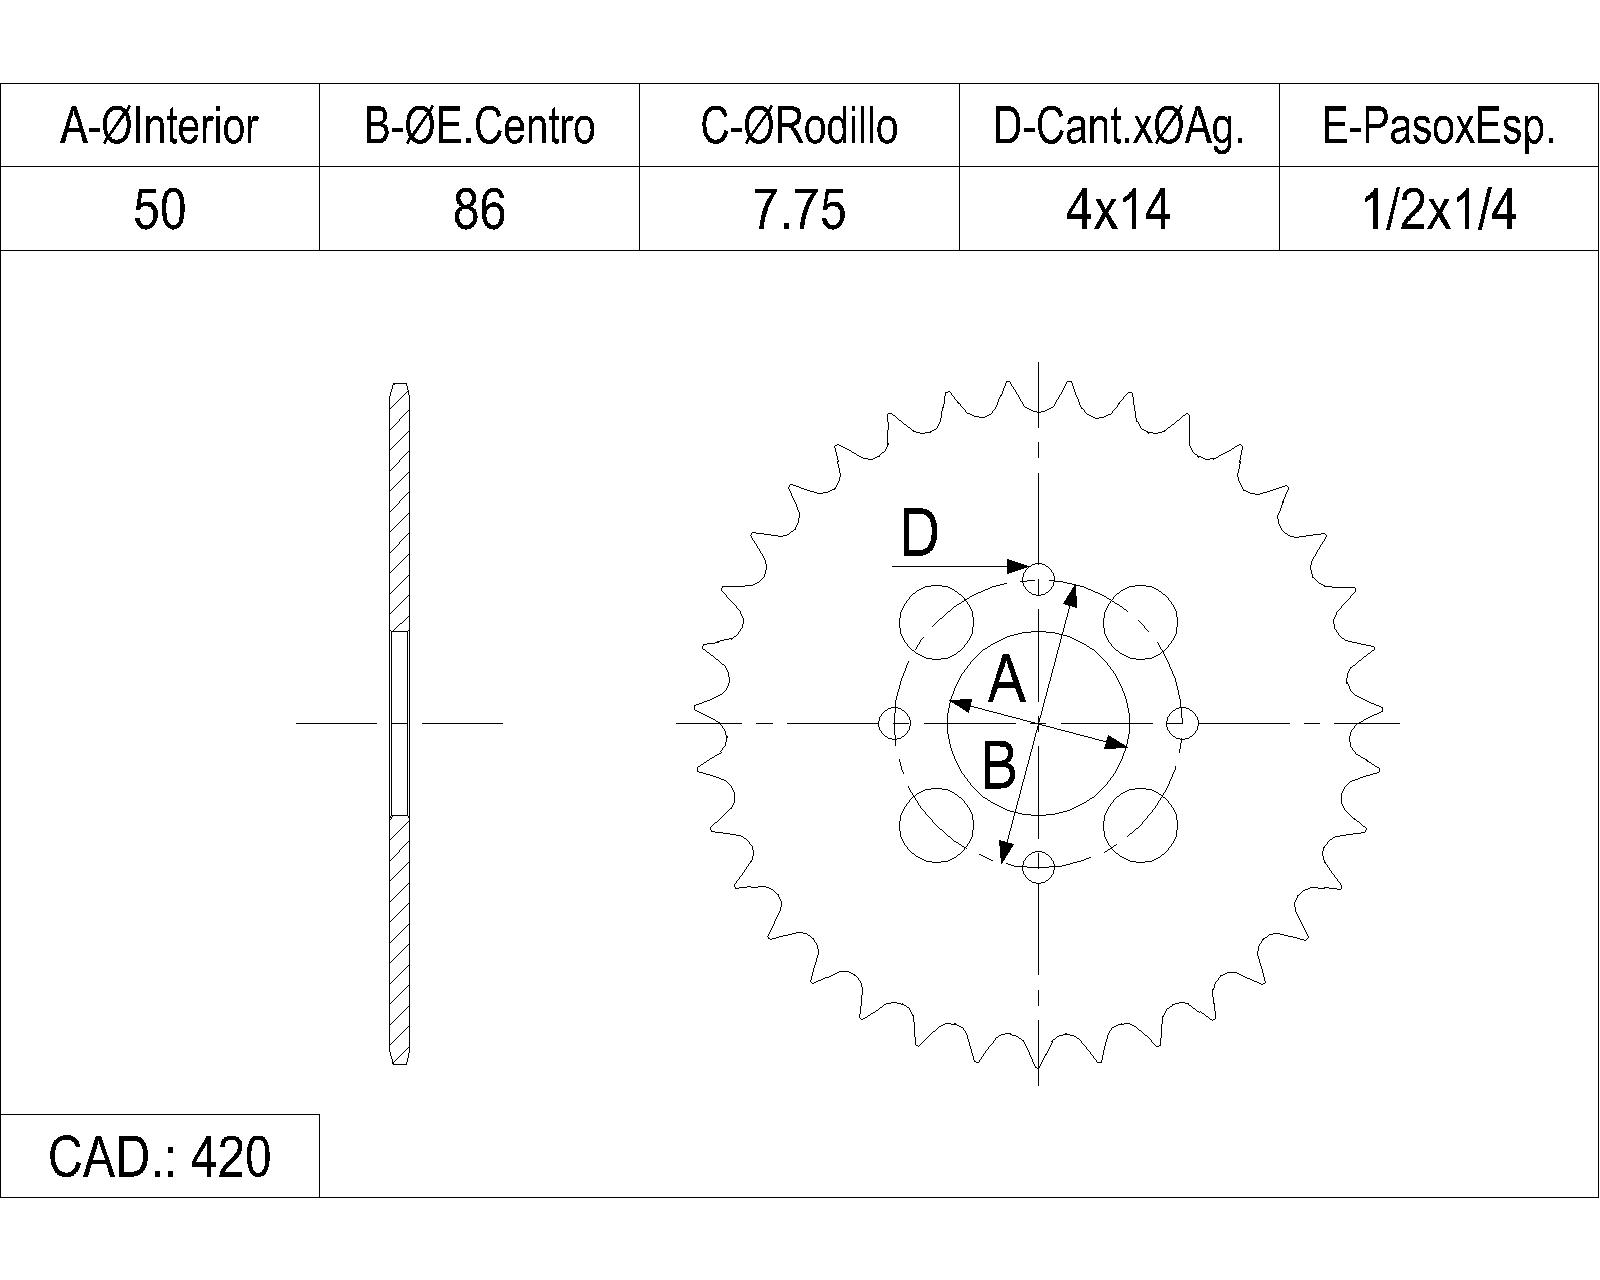 A-ØInterior B-ØE.Centro C-ØRodillo D-Cant.xØAg. E-PasoxEsp.
50 86 7.75 4x14 1/2x1/4
D
A
B
CAD.: 420